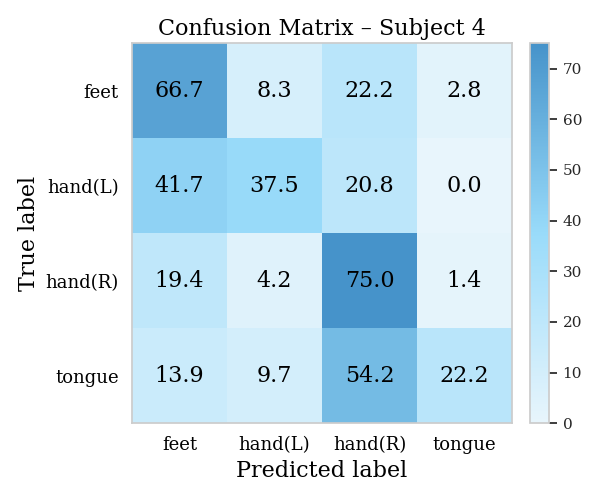 Confusion Matrix – Subject 4
feet 66.7 8.3 22.2 2.8
hand(L) 41.7 37.5 20.8 0.0
hand(R) 19.4 4.2 75.0 1.4
tongue 13.9 9.7 54.2 22.2
feet hand(L) hand(R) tongue
Predicted label
True label
70
60
50
40
30
20
10
0